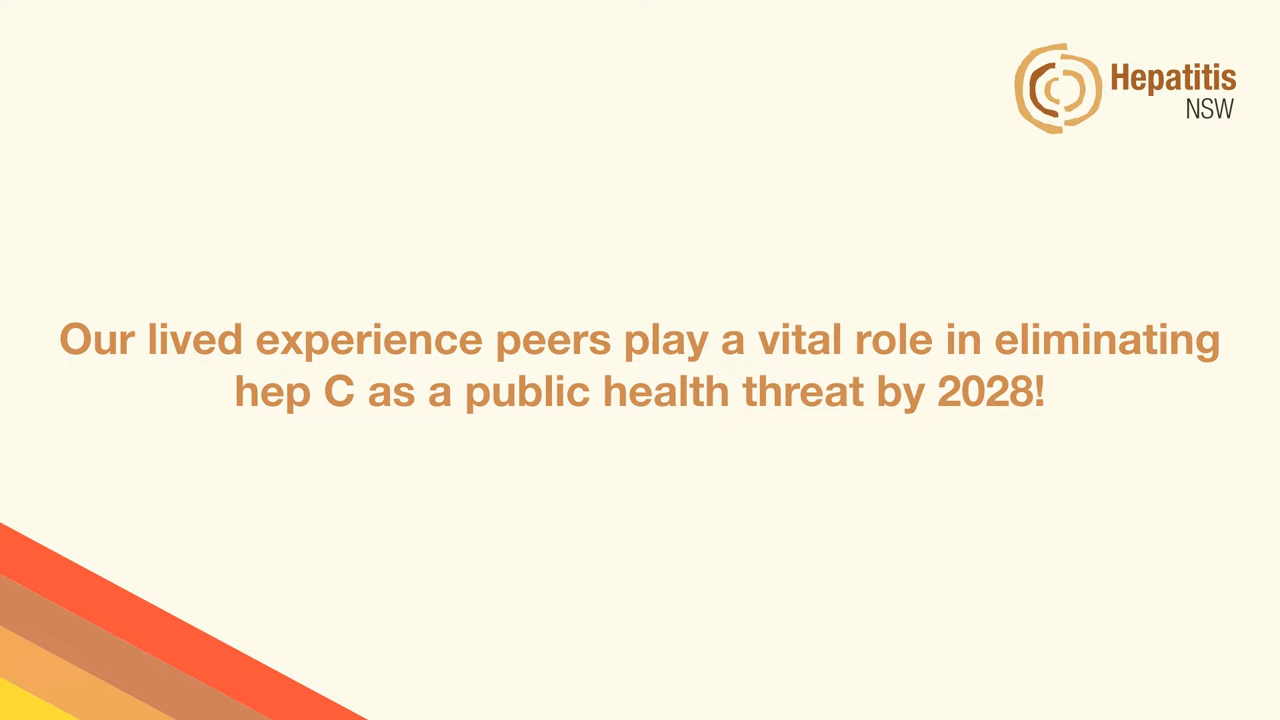 Hepatitis
NSW
Our lived experience peers play a vital role in eliminating
hep C as a public health threat by 2028!